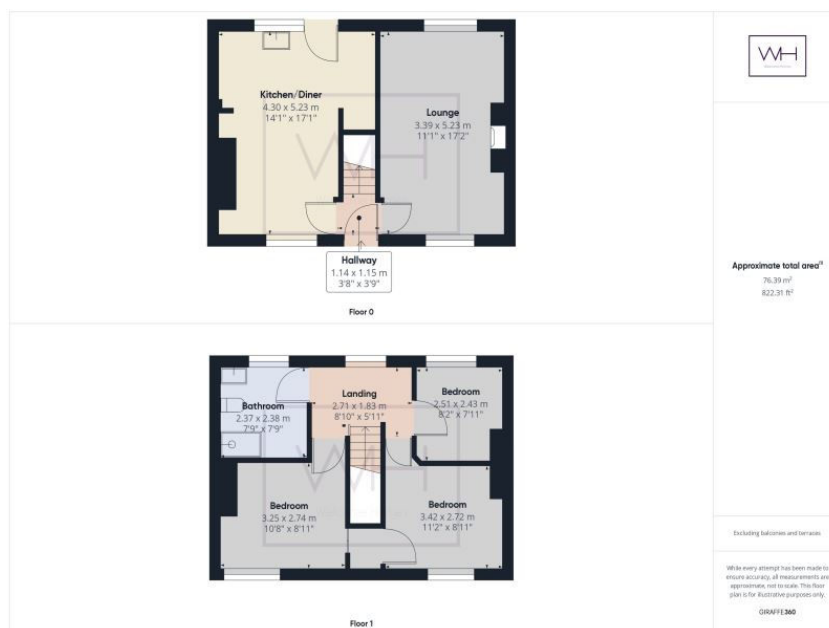 WH
Kitchen/Diner
4.30 x 5.23 m
14'1" x 17'1"
Lounge
3.39 x 5.23 m
11'1" x 17'2"
Hallway
1.14 x 1.15 m
3'8" x 3'9"
Floor 0
Approximate total area⁽¹⁾
76.39 m²
822.31 ft²
Bathroom
2.37 x 2.38 m
7'9" x 7'9"
Landing
2.71 x 1.83 m
8'10" x 5'11"
Bedroom
2.51 x 2.43 m
8'2" x 7'11"
Bedroom
3.25 x 2.74 m
10'8" x 8'11"
Bedroom
3.42 x 2.72 m
11'2" x 8'11"
Floor 1
Excluding balconies and terraces
While every attempt has been made to
ensure accuracy, all measurements are
approximate, not to scale. This floor
plan is for illustrative purposes only.
GIRAFFE360